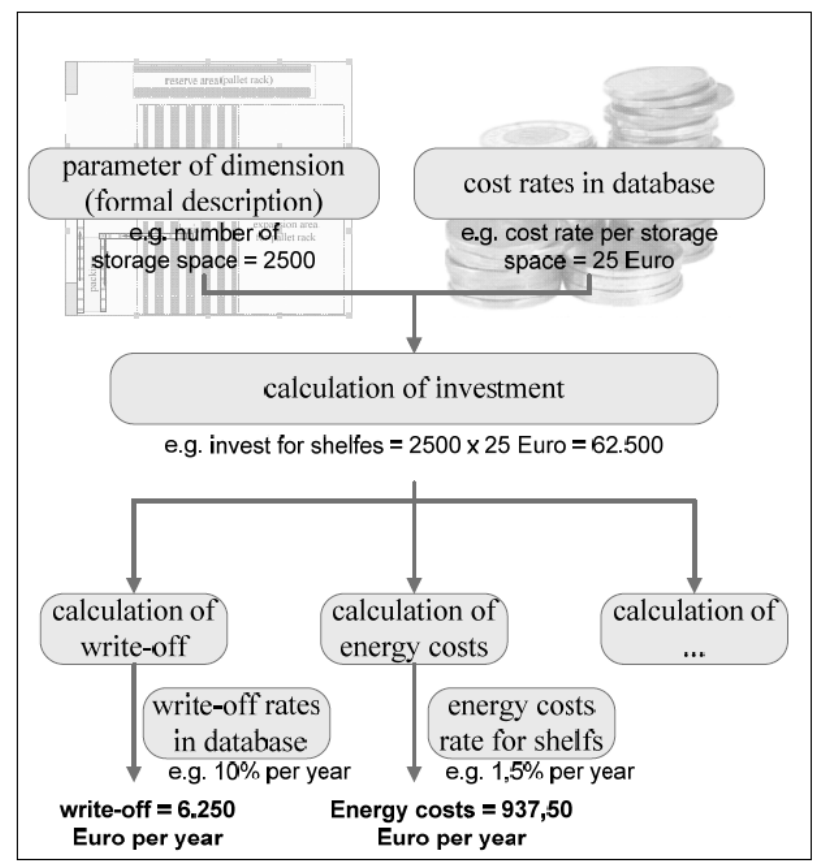 reserve area(pallet rack)
parameter of dimension
(formal description)
cost rates in database
expansion area
pallet rack
e.g. number of
storage space = 2500
e.g. cost rate per storage
space = 25 Euro
calculation of investment
e.g. invest for shelfes = 2500 x 25 Euro = 62.500
calculation of
write-off
calculation of
energy costs
calculation of
...
write-off rates
in database
e.g. 10% per year
energy costs
rate for shelfs
e.g. 1,5% per year
write-off = 6.250
Euro per year
Energy costs = 937,50
Euro per year